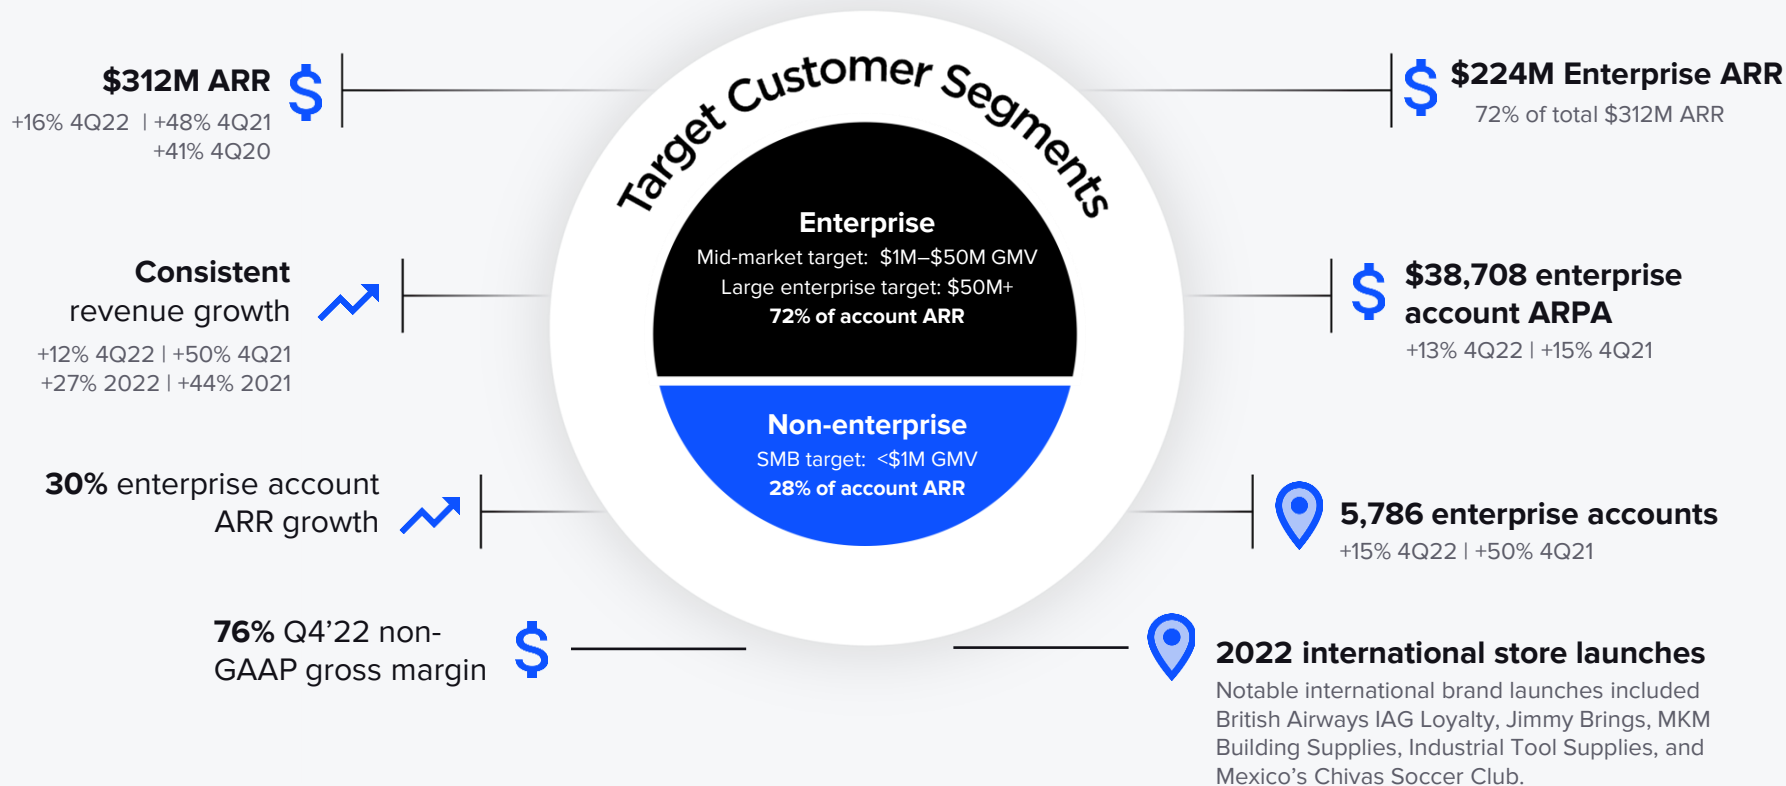 Target Customer Segments
$312M ARR
+16% 4Q22 | +48% 4Q21
+41% 4Q20
Consistent
revenue growth
+12% 4Q22 | +50% 4Q21
+27% 2022 | +44% 2021
30% enterprise account
ARR growth
76% Q4’22 non-
GAAP gross margin
Enterprise
Mid-market target: $1M–$50M GMV
Large enterprise target: $50M+
72% of account ARR
Non-enterprise
SMB target: <$1M GMV
28% of account ARR
$224M Enterprise ARR
72% of total $312M ARR
$38,708 enterprise
account ARPA
+13% 4Q22 | +15% 4Q21
5,786 enterprise accounts
+15% 4Q22 | +50% 4Q21
2022 international store launches
Notable international brand launches included
British Airways IAG Loyalty, Jimmy Brings, MKM
Building Supplies, Industrial Tool Supplies, and
Mexico’s Chivas Soccer Club.